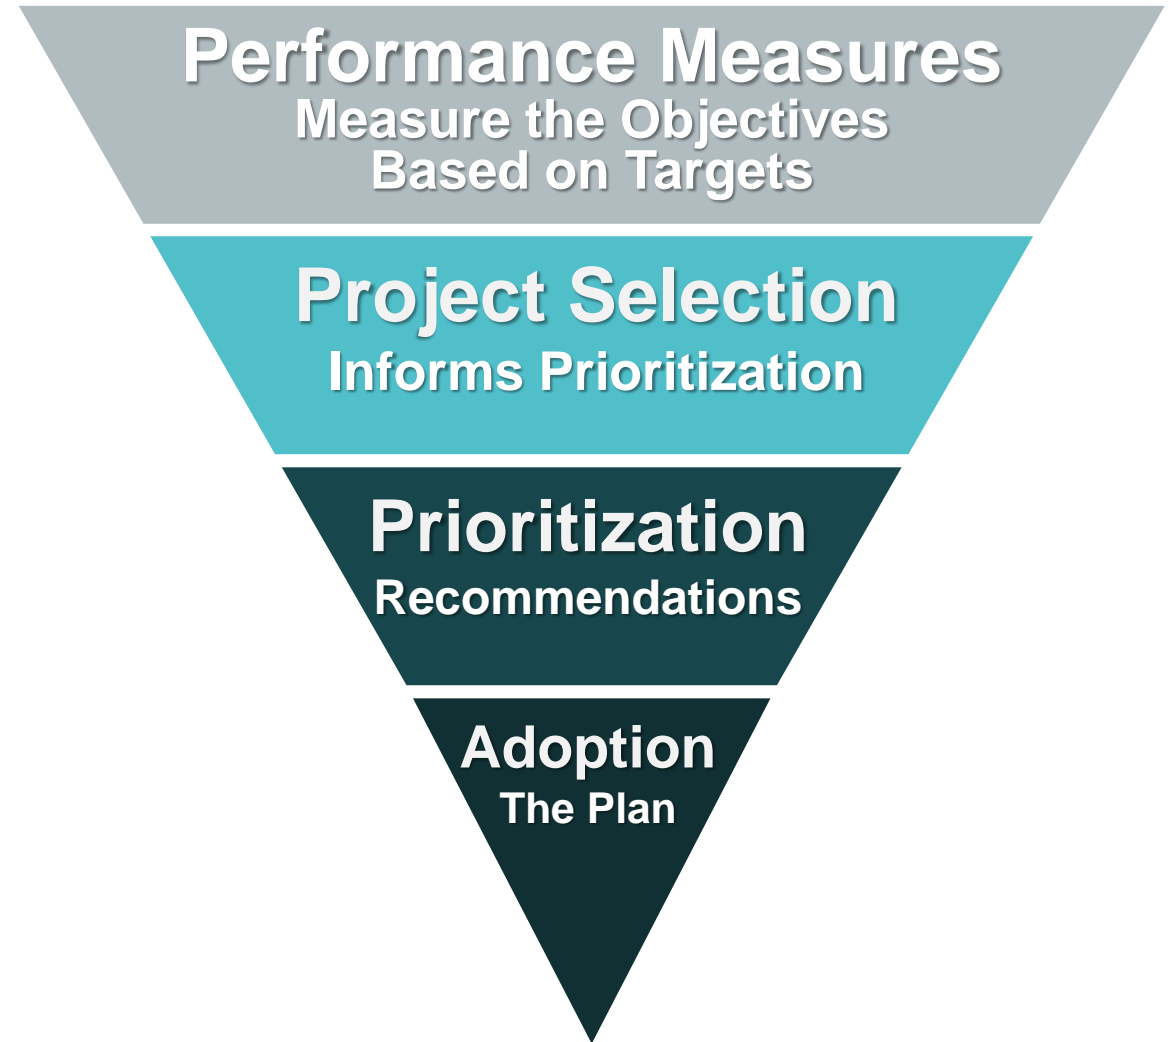 Performance Measures
Measure the Objectives
Based on Targets
Project Selection
Informs Prioritization
Prioritization
Recommendations
Adoption
The Plan